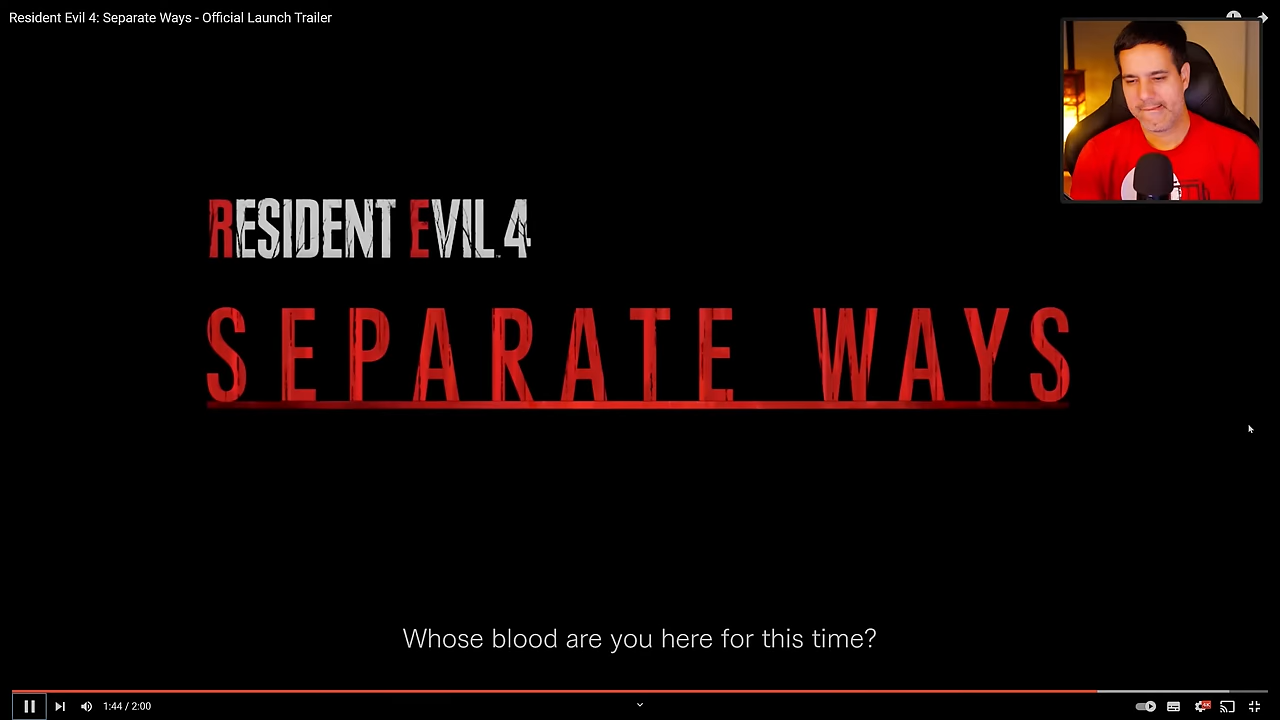 Resident Evil 4: Separate Ways - Official Launch Trailer
RESIDENT EVIL 4
SEPARATE WAYS
Whose blood are you here for this time?
1:44 / 2:00